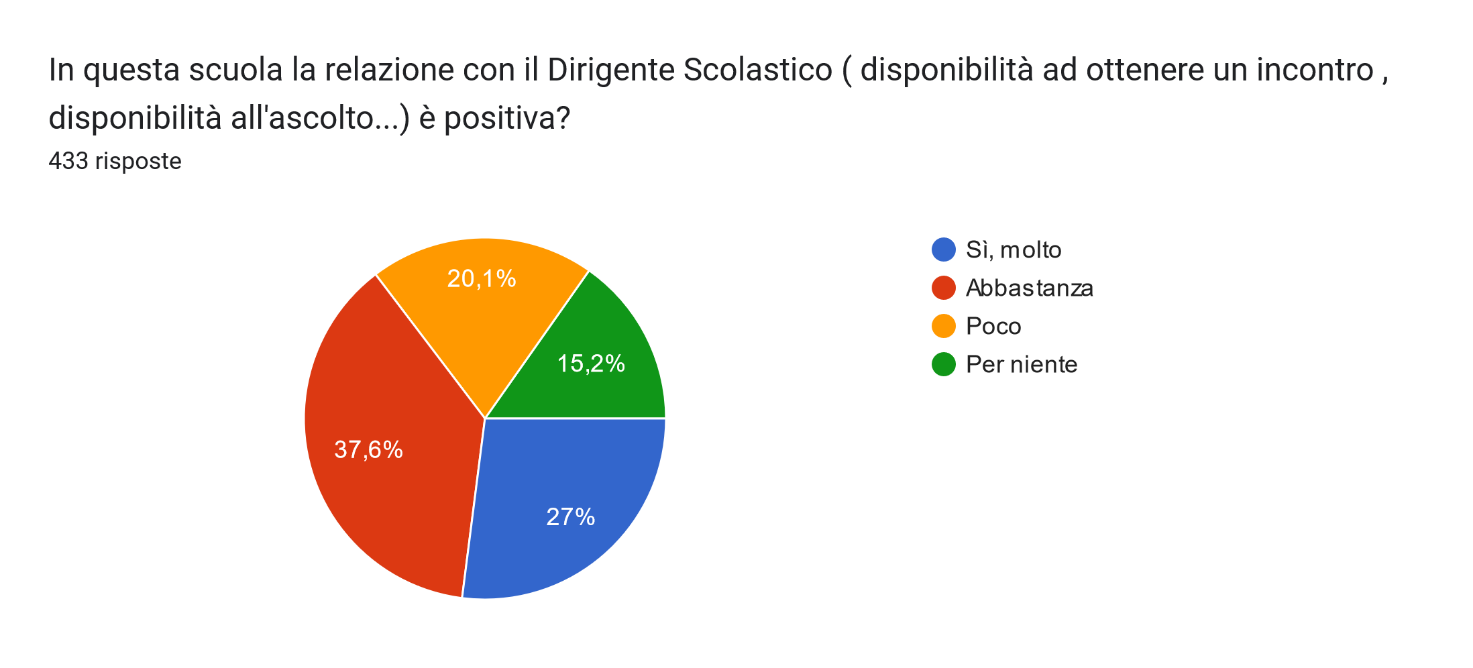 In questa scuola la relazione con il Dirigente Scolastico ( disponibilità ad ottenere un incontro ,
disponibilità all'ascolto...) è positiva?
433 risposte
Sì, molto
Abbastanza
Poco
Per niente
20,1%
15,2%
37,6%
27%